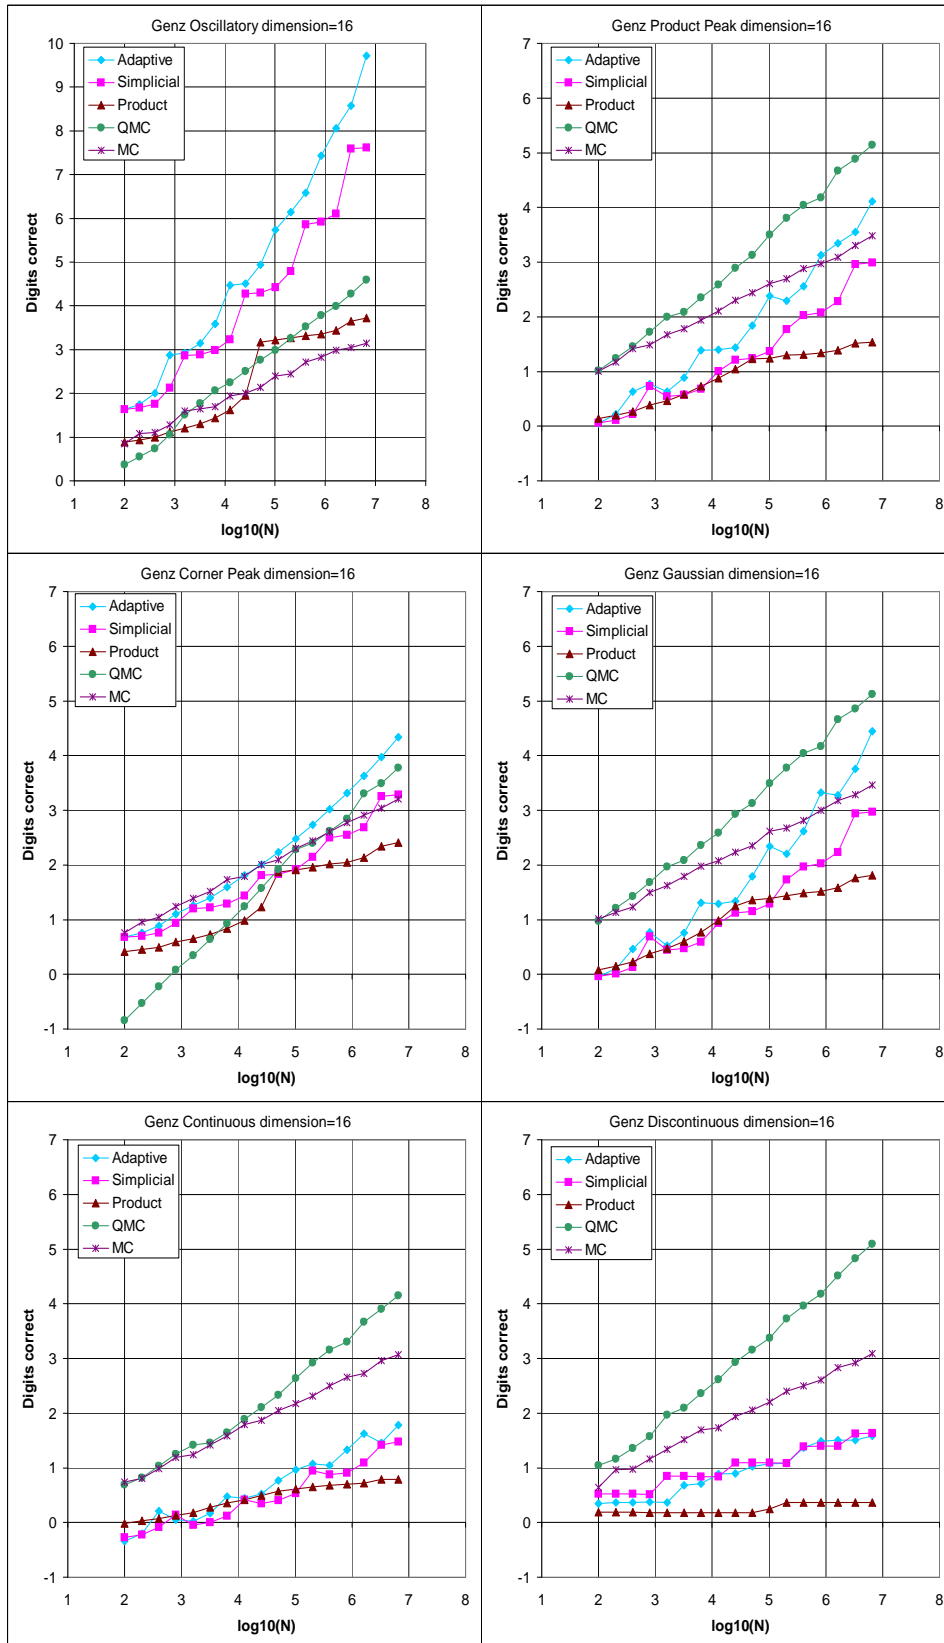 Genz Oscillatory dimension=16
10
9
8
7
6
5
4
3
2
1
0
Digits correct
Adaptive
Simplicial
Product
QMC
MC
1 2 3 4 5 6 7 8
log10(N)
Genz Product Peak dimension=16
7
6
5
4
3
2
1
0
-1
Digits correct
Adaptive
Simplicial
Product
QMC
MC
1 2 3 4 5 6 7 8
log10(N)
Genz Corner Peak dimension=16
7
6
5
4
3
2
1
0
-1
Digits correct
Adaptive
Simplicial
Product
QMC
MC
1 2 3 4 5 6 7 8
log10(N)
Genz Gaussian dimension=16
7
6
5
4
3
2
1
0
-1
Digits correct
Adaptive
Simplicial
Product
QMC
MC
1 2 3 4 5 6 7 8
log10(N)
Genz Continuous dimension=16
7
6
5
4
3
2
1
0
-1
Digits correct
Adaptive
Simplicial
Product
QMC
MC
1 2 3 4 5 6 7 8
log10(N)
Genz Discontinuous dimension=16
7
6
5
4
3
2
1
0
-1
Digits correct
Adaptive
Simplicial
Product
QMC
MC
1 2 3 4 5 6 7 8
log10(N)